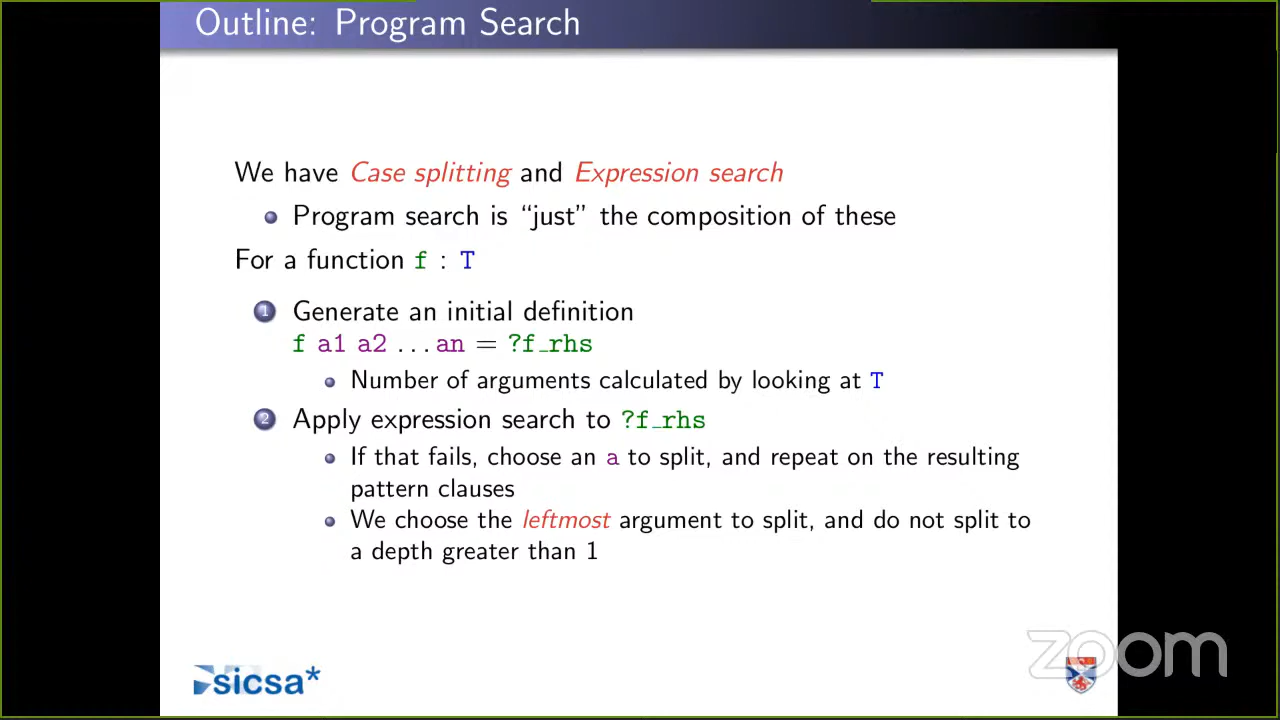 Outline: Program Search
We have Case splitting and Expression search
Program search is “just” the composition of these
For a function f : T
1 Generate an initial definition
f a1 a2 ...an = ?f_rhs
Number of arguments calculated by looking at T
2 Apply expression search to ?f_rhs
If that fails, choose an a to split, and repeat on the resulting
pattern clauses
We choose the leftmost argument to split, and do not split to
a depth greater than 1
sicsa*
zoom